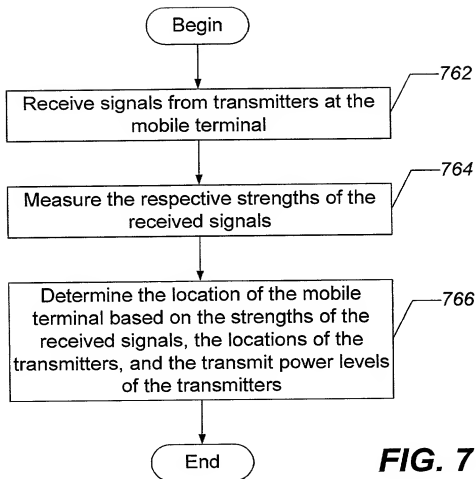 Begin
762
Receive signals from transmitters at the
mobile terminal
764
Measure the respective strengths of the
received signals
766
Determine the location of the mobile
terminal based on the strengths of the
received signals, the locations of the
transmitters, and the transmit power levels
of the transmitters
End
FIG. 7